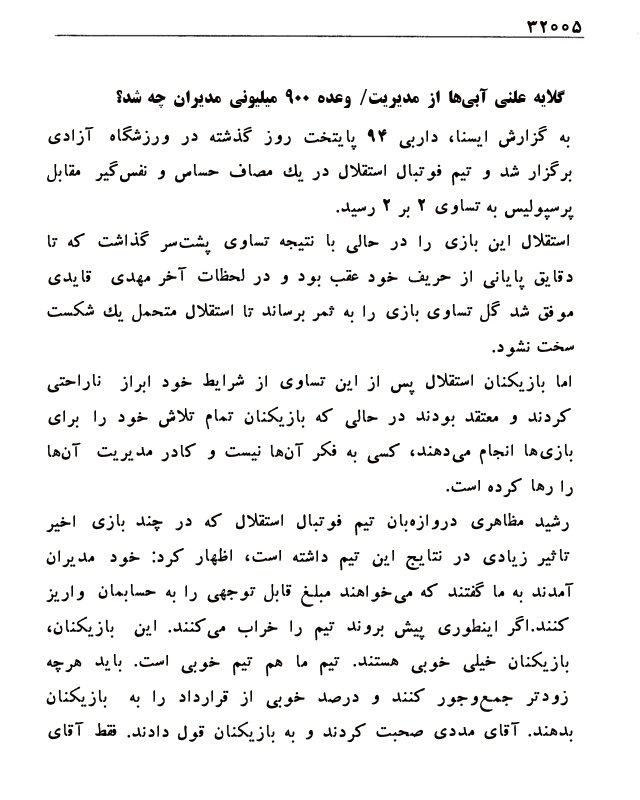 ۳۲۰۰۵
گلایه علنی آبی‌ها از مدیریت/ وعده ۹۰۰ میلیونی مدیران چه شد؟
به گزارش ایسنا، داربی ۹۴ پایتخت روز گذشته در ورزشگاه آزادی
برگزار شد و تیم فوتبال استقلال در یك مصاف حساس و نفس‌گیر مقابل
پرسپولیس به تساوی ۲ بر ۲ رسید.
استقلال این بازی را در حالی با نتیجه تساوی پشت‌سر گذاشت که تا
دقایق پایانی از حریف خود عقب بود و در لحظات آخر مهدی قایدی
موفق شد گل تساوی بازی را به ثمر برساند تا استقلال متحمل یك شکست
سخت نشود.
اما بازیکنان استقلال پس از این تساوی از شرایط خود ابراز ناراحتی
کردند و معتقد بودند در حالی که بازیکنان تمام تلاش خود را برای
بازی‌ها انجام می‌دهند، کسی به فکر آن‌ها نیست و کادر مدیریت آن‌ها
را رها کرده است.
رشید مظاهری دروازه‌بان تیم فوتبال استقلال که در چند بازی اخیر
تاثیر زیادی در نتایج این تیم داشته است، اظهار کرد: خود مدیران
آمدند به ما گفتند که می‌خواهند مبلغ قابل توجهی را به حسابمان واریز
کنند.اگر اینطوری پیش بروند تیم را خراب می‌کنند. این بازیکنان،
بازیکنان خیلی خوبی هستند. تیم ما هم تیم خوبی است. باید هرچه
زودتر جمع‌وجور کنند و درصد خوبی از قرارداد را به بازیکنان
بدهند. آقای مددی صحبت کردند و به بازیکنان قول دادند. فقط آقای